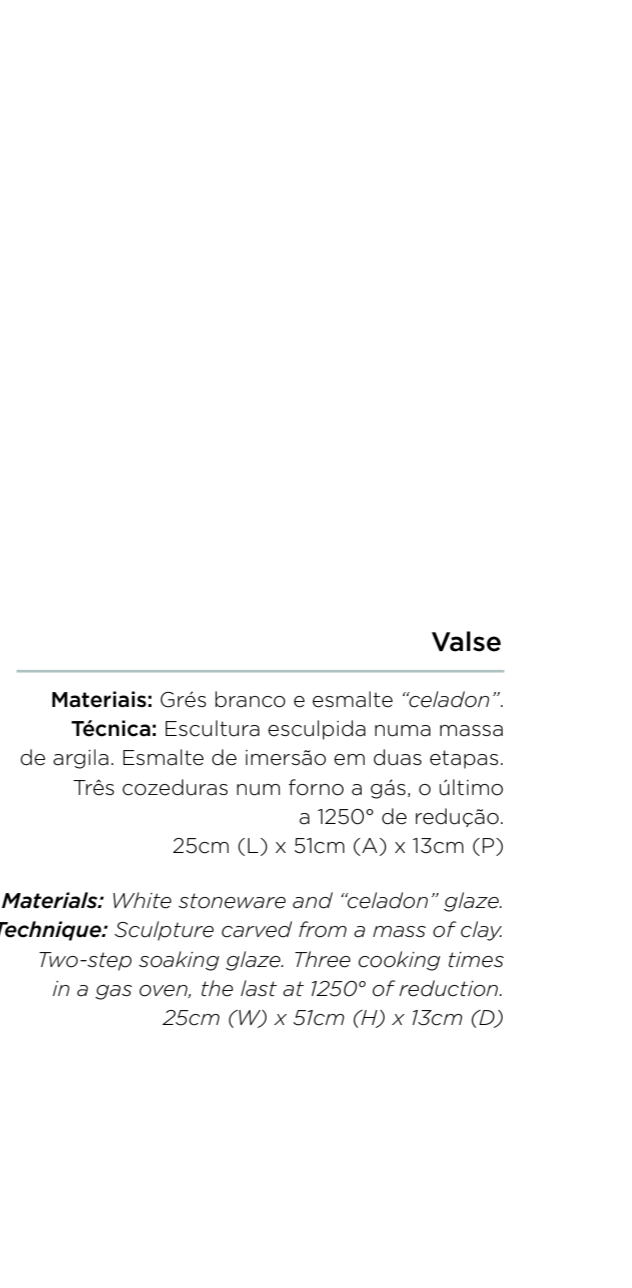 Valse
Materiais: Grés branco e esmalte “celadon”.
Técnica: Escultura esculpida numa massa
de argila. Esmalte de imersão em duas etapas.
Três cozeduras num forno a gás, o último
a 1250° de redução.
25cm (L) x 51cm (A) x 13cm (P)
Materials: White stoneware and “celadon” glaze.
Technique: Sculpture carved from a mass of clay.
Two-step soaking glaze. Three cooking times
in a gas oven, the last at 1250° of reduction.
25cm (W) x 51cm (H) x 13cm (D)